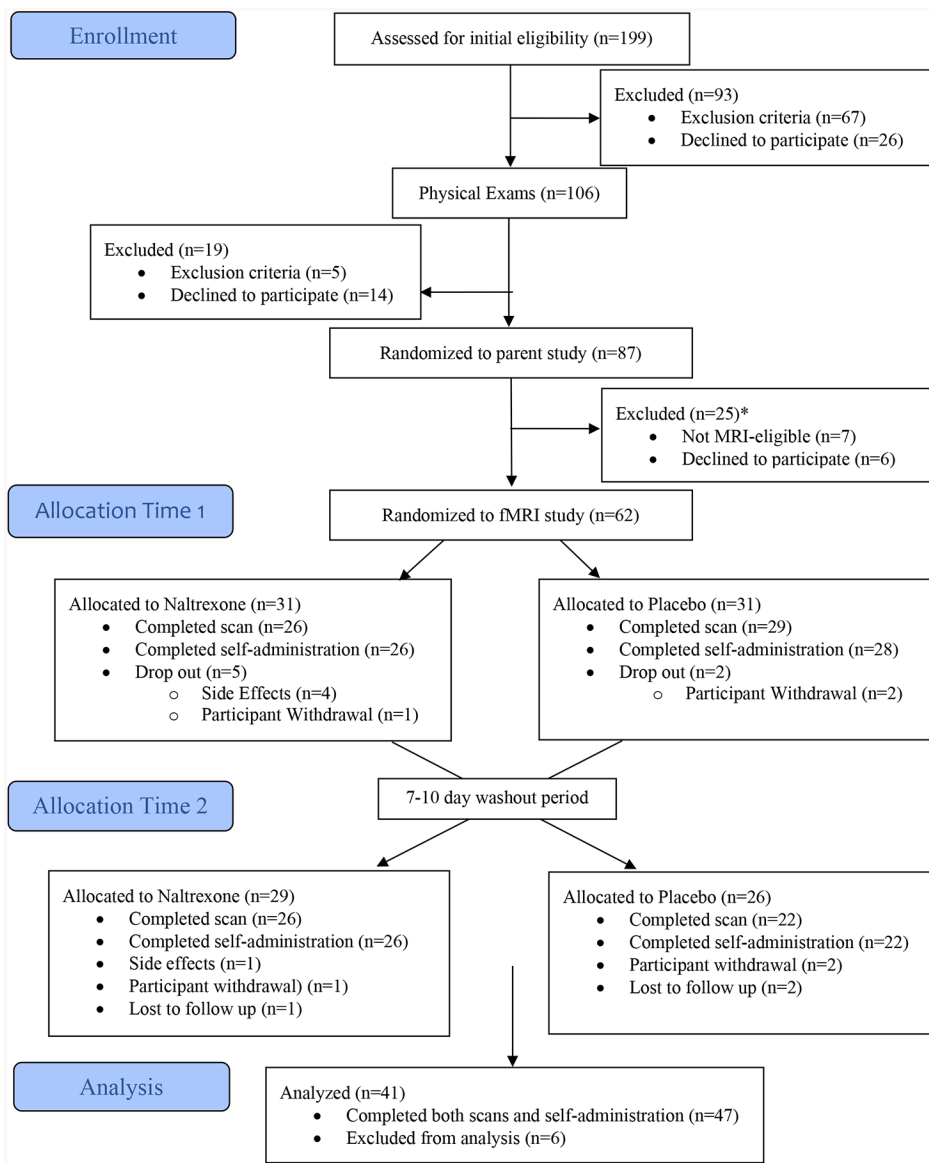 Enrollment
Assessed for initial eligibility (n=199)
Excluded (n=93)
• Exclusion criteria (n=67)
• Declined to participate (n=26)
Physical Exams (n=106)
Excluded (n=19)
• Exclusion criteria (n=5)
• Declined to participate (n=14)
Randomized to parent study (n=87)
Excluded (n=25)*
• Not MRI-eligible (n=7)
• Declined to participate (n=6)
Allocation Time 1
Randomized to fMRI study (n=62)
Allocated to Naltrexone (n=31)
• Completed scan (n=26)
• Completed self-administration (n=26)
• Drop out (n=5)
o Side Effects (n=4)
o Participant Withdrawal (n=1)
Allocated to Placebo (n=31)
• Completed scan (n=29)
• Completed self-administration (n=28)
• Drop out (n=2)
o Participant Withdrawal (n=2)
7-10 day washout period
Allocation Time 2
Allocated to Naltrexone (n=29)
• Completed scan (n=26)
• Completed self-administration (n=26)
• Side effects (n=1)
• Participant withdrawal) (n=1)
• Lost to follow up (n=1)
Allocated to Placebo (n=26)
• Completed scan (n=22)
• Completed self-administration (n=22)
• Participant withdrawal (n=2)
• Lost to follow up (n=2)
Analysis
Analyzed (n=41)
• Completed both scans and self-administration (n=47)
• Excluded from analysis (n=6)